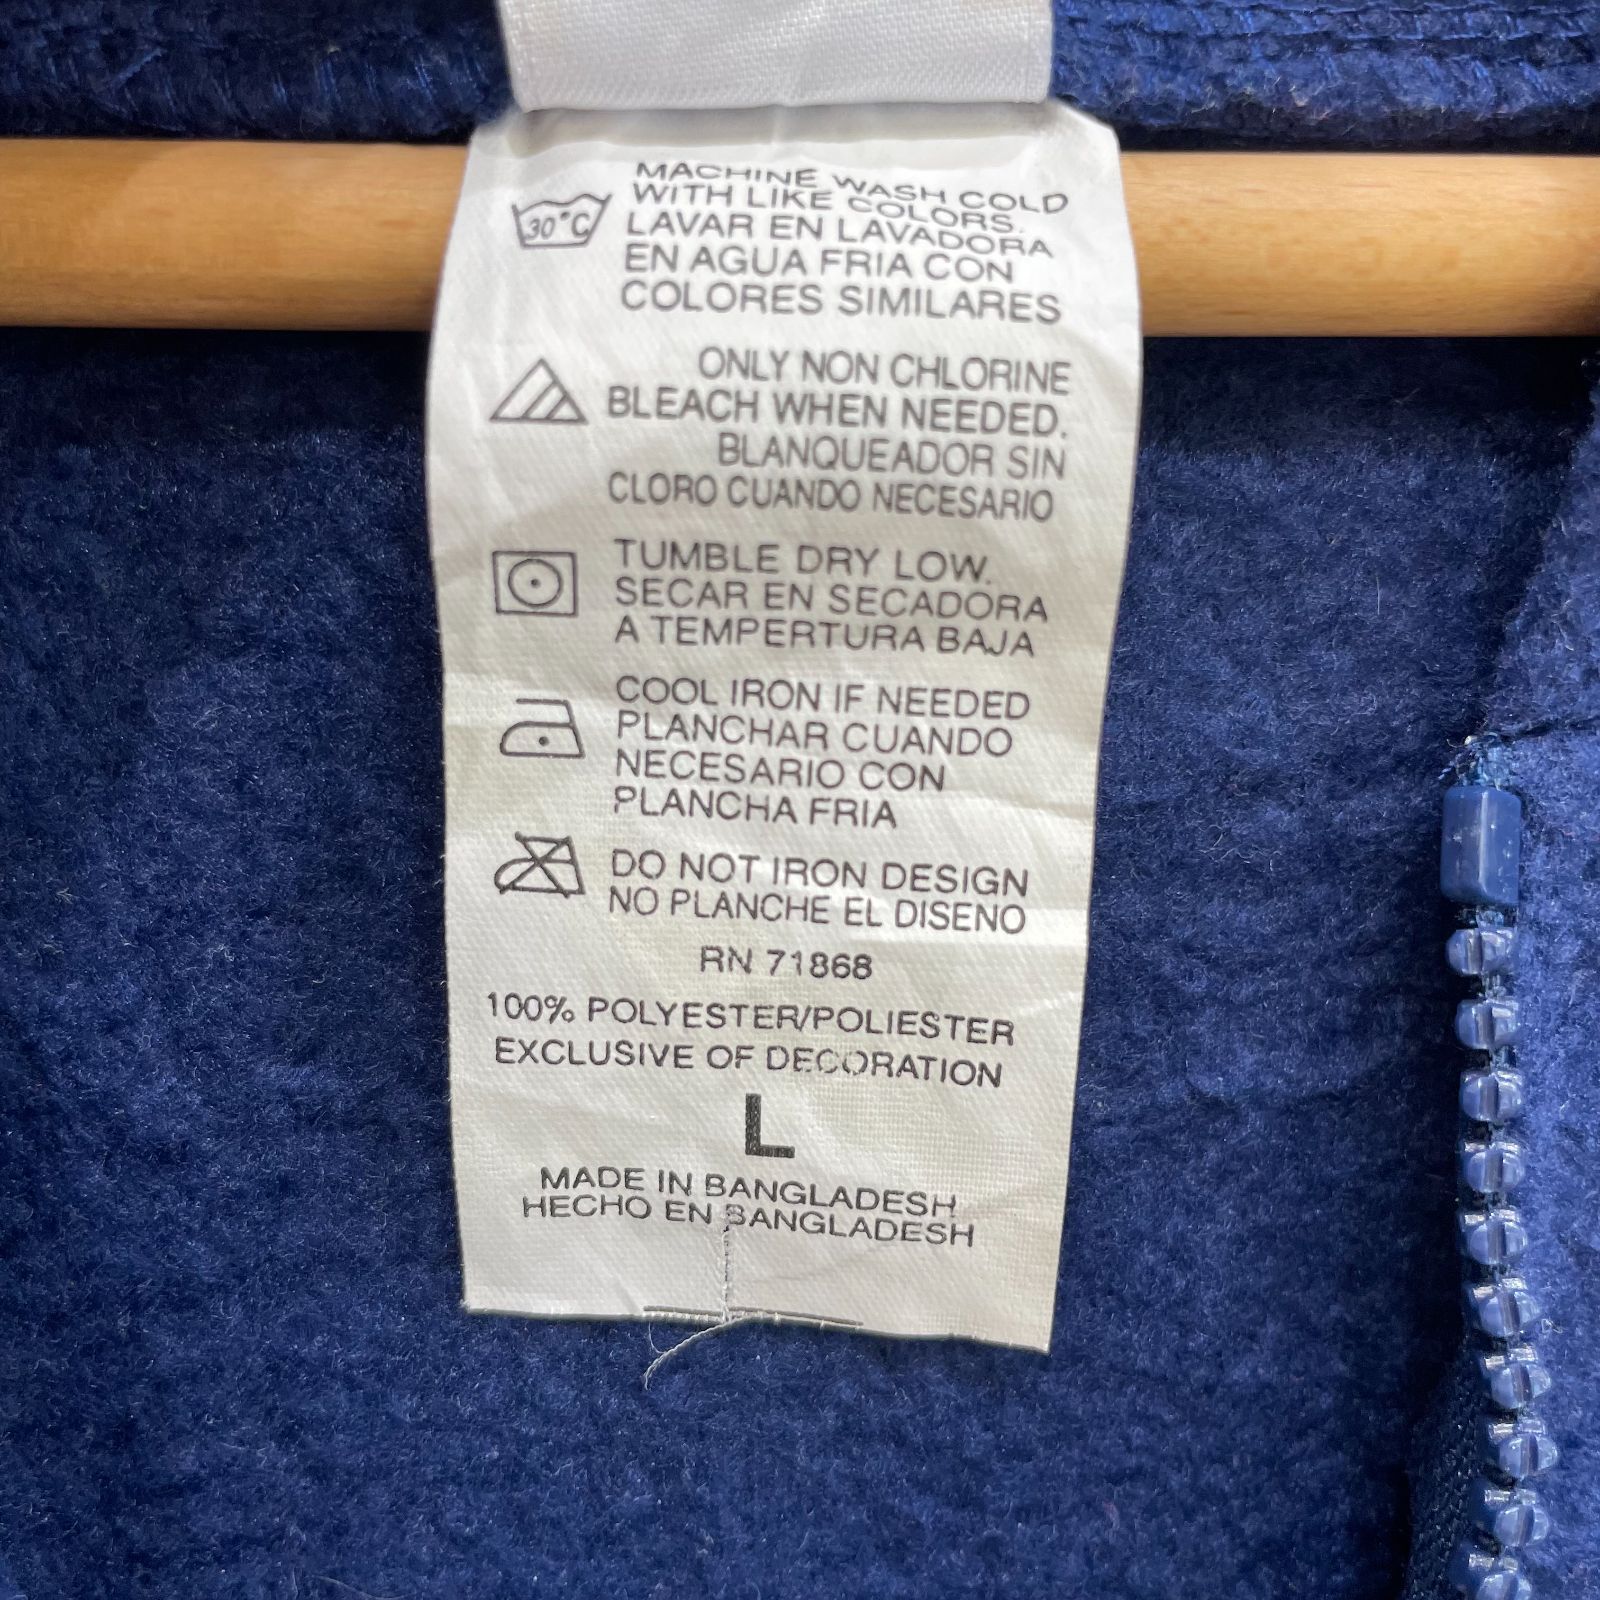 30°C
MACHINE WASH COLD
WITH LIKE COLORS.
LAVAR EN LAVADORA
EN AGUA FRIA CON
COLORES SIMILARES
ONLY NON CHLORINE
BLEACH WHEN NEEDED.
BLANQUEADOR SIN
CLORO CUANDO NECESARIO
TUMBLE DRY LOW.
SECAR EN SECADORA
A TEMPERTURA BAJA
COOL IRON IF NEEDED
PLANCHAR CUANDO
NECESARIO CON
PLANCHA FRIA
DO NOT IRON DESIGN
NO PLANCHE EL DISENO
RN 71868
100% POLYESTER/POLIESTER
EXCLUSIVE OF DECORATION
L
MADE IN BANGLADESH
HECHO EN BANGLADESH